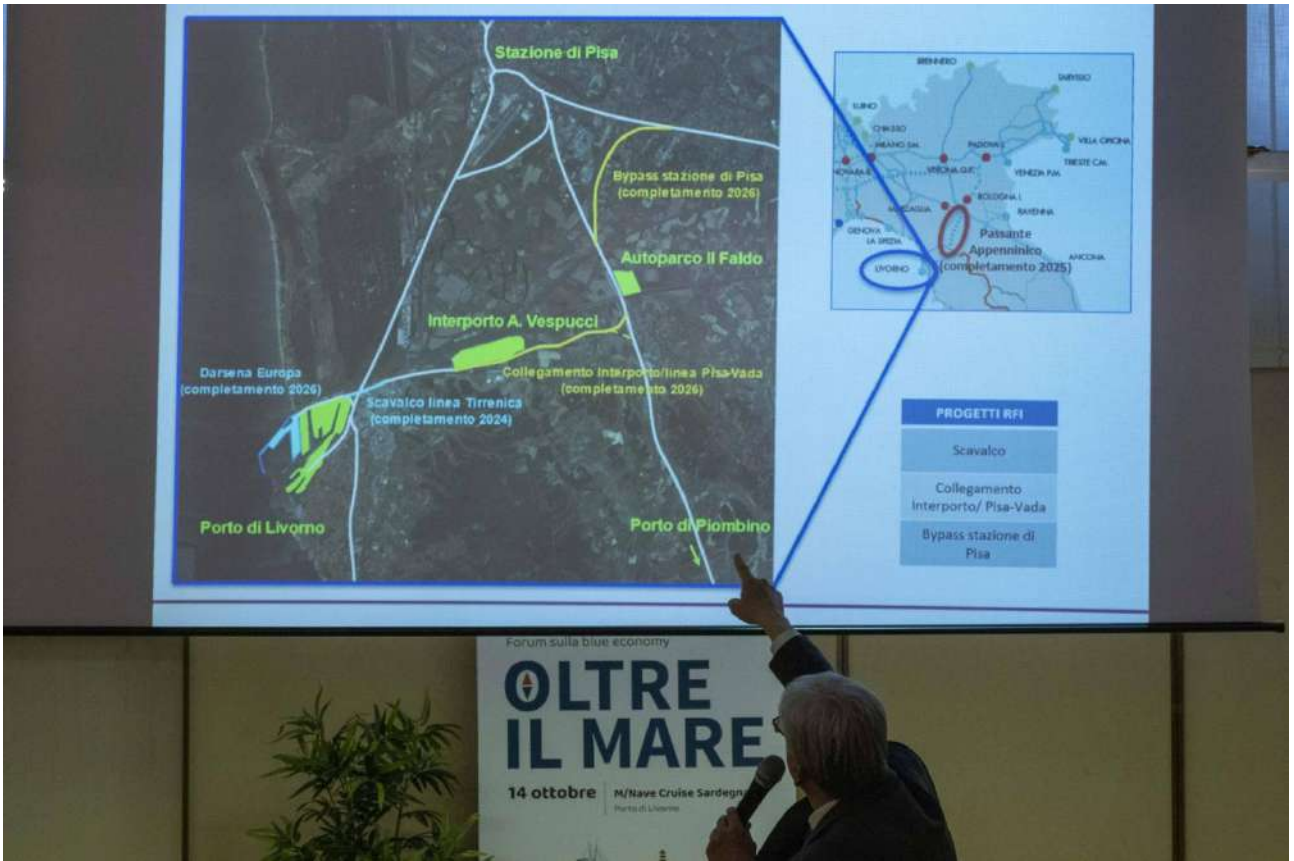 Stazione di Pisa
Bypass stazione di Pisa
(completamento 2026)
Autoparco Il Faldo
Interporto A. Vespucci
Collegamento Interporto/linea Pisa-Vada
(completamento 2026)
Darsena Europa
(completamento 2026)
Scavalco linea Tirrenica
(completamento 2024)
Porto di Livorno
Porto di Piombino
BRENNERO
TARVISIO
CHIASSO
MILANO SM.
PADOVA I.
VILLA OPICINA
TRIESTE C.M.
NOVARA
VERONA Q.E.
VENEZIA P.M.
BOLOGNA I.
RAVENNA
GENOVA
LA SPEZIA
Passante
Appenninico
(completamento 2025)
ANCONA
LIVORNO
PROGETTI RFI
Scavalco
Collegamento
Interporto/ Pisa-Vada
Bypass stazione di
Pisa
Forum sulla blue economy
OLTRE
IL MARE
14 ottobre
M/Nave Cruise Sardegna
Porto di Livorno